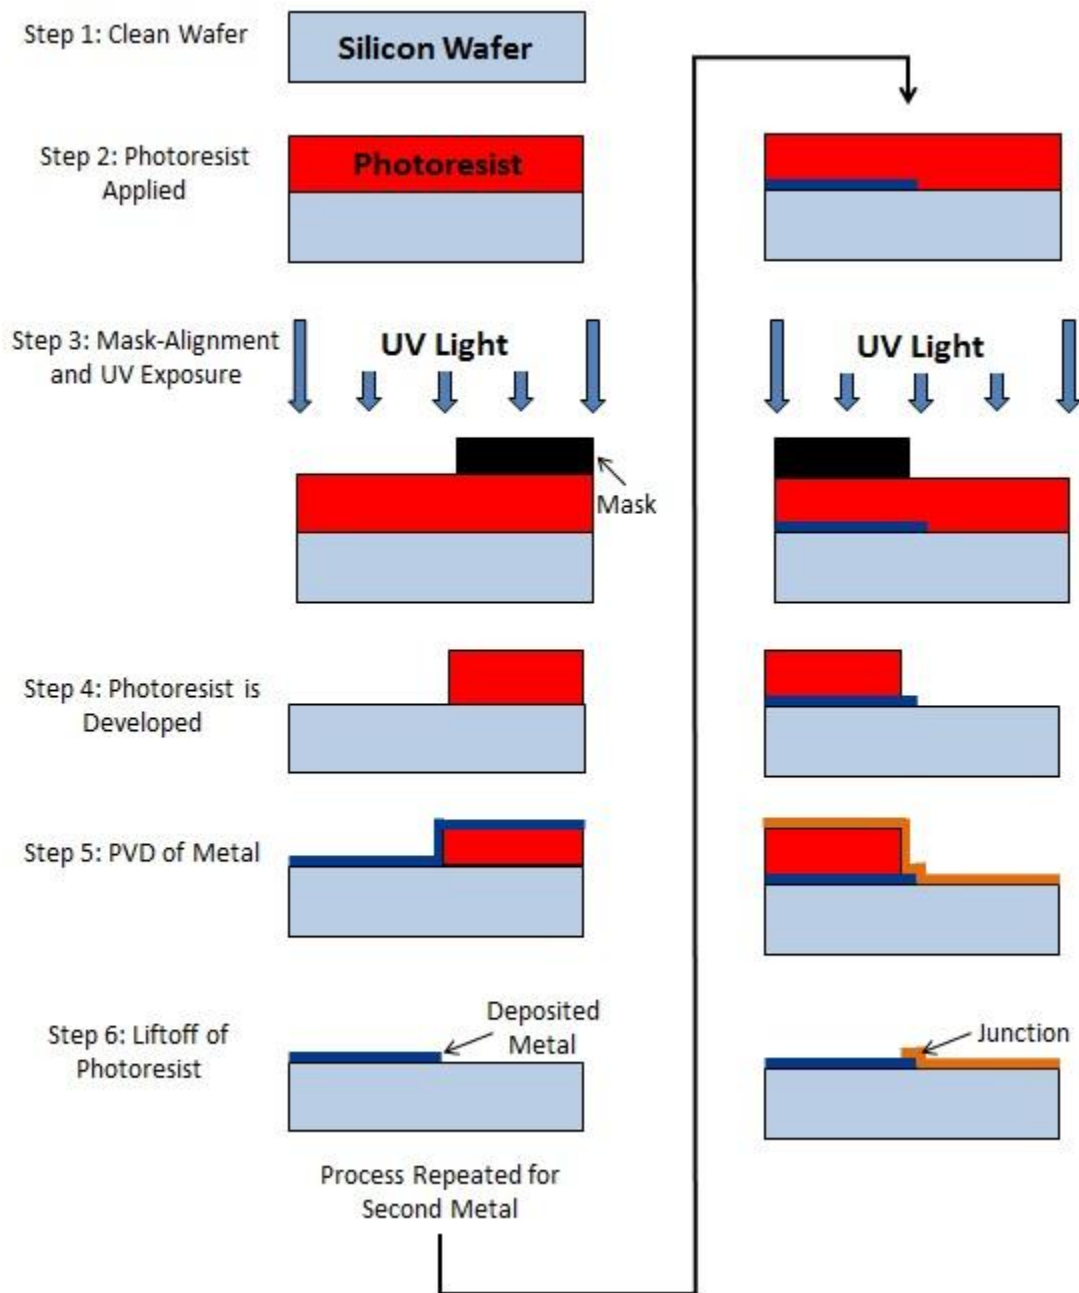 Step 1: Clean Wafer
Silicon Wafer
Step 2: Photoresist
Applied
Photoresist
Step 3: Mask-Alignment
and UV Exposure
UV Light
UV Light
Mask
Step 4: Photoresist is
Developed
Step 5: PVD of Metal
Step 6: Liftoff of
Photoresist
Deposited
Metal
Junction
Process Repeated for
Second Metal